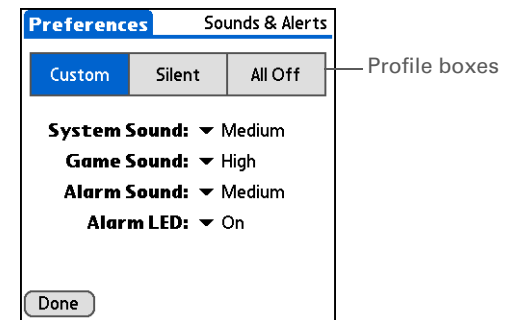 Preferences Sounds & Alerts
Custom Silent All Off Profile boxes
System Sound: Medium
Game Sound: High
Alarm Sound: Medium
Alarm LED: On
Done